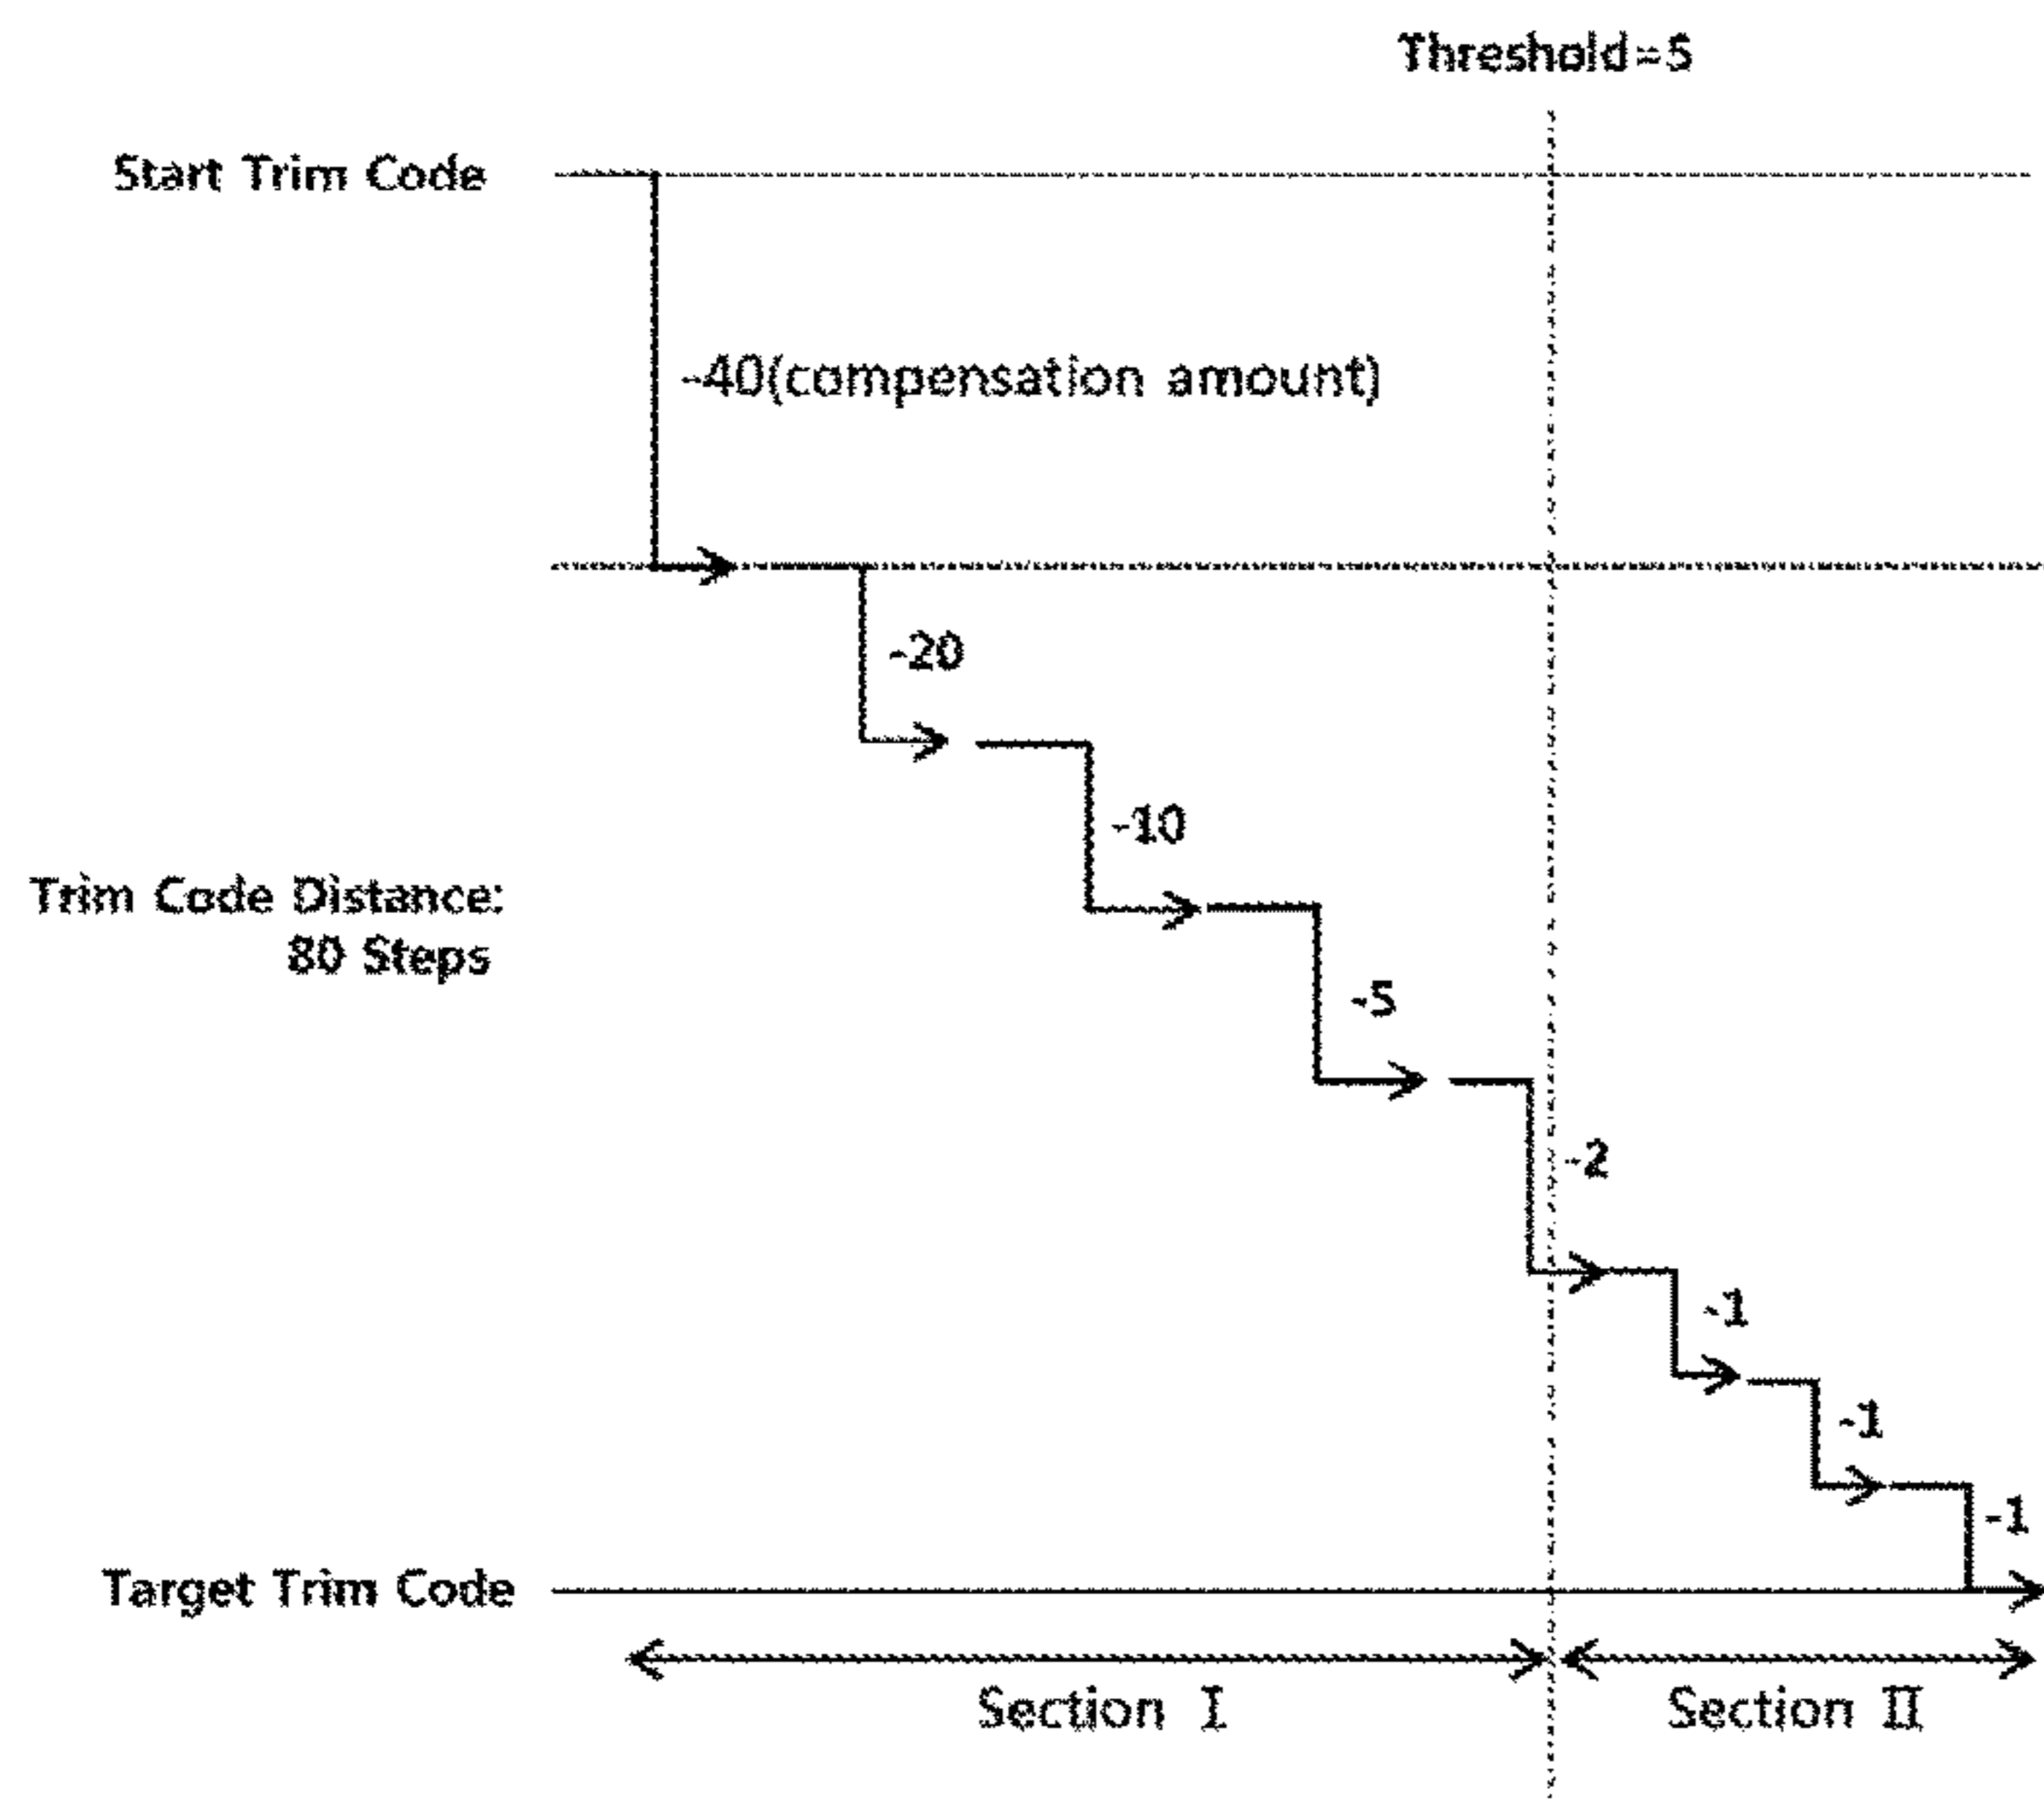 Threshold=5
Start Trim Code
-40(compensation amount)
-20
-10
Trim Code Distance:
80 Steps
-5
-2
-1
-1
-1
Target Trim Code
Section I
Section II